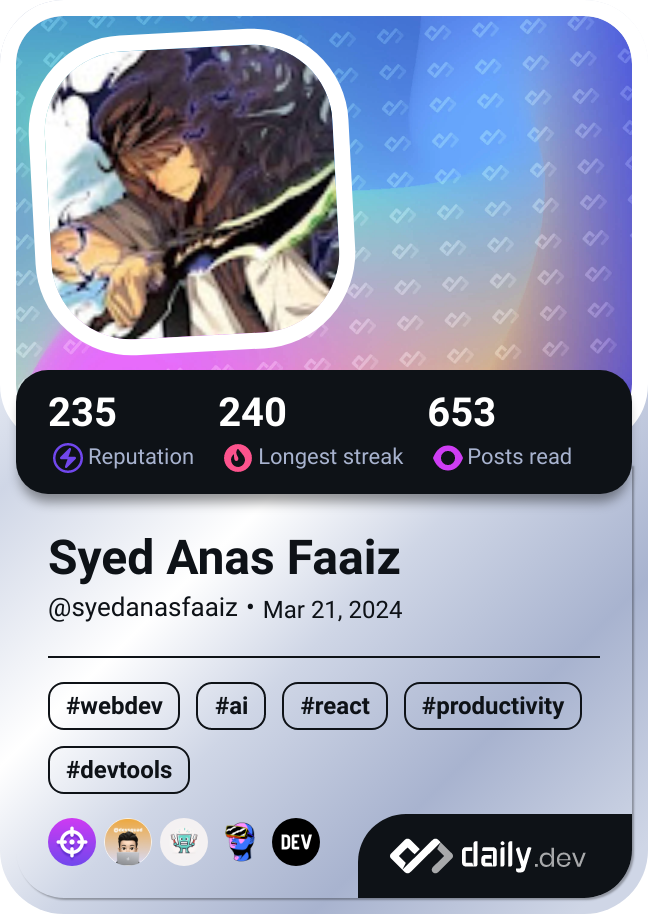 235 240 653
Reputation Longest streak Posts read
Syed Anas Faaiz
@syedanasfaaiz • Mar 21, 2024
#webdev #ai #react #productivity
#devtools
DEV daily.dev